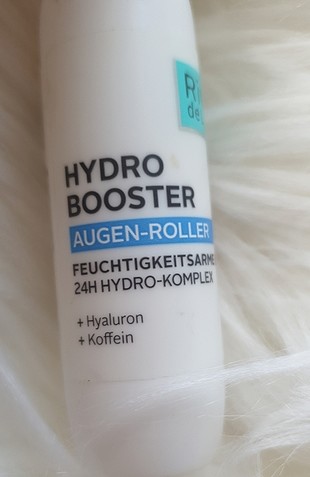 HYDRO
BOOSTER
AUGEN-ROLLER
24H HYDRO-KOMPLEX
+ Hyaluron
+ Koffein